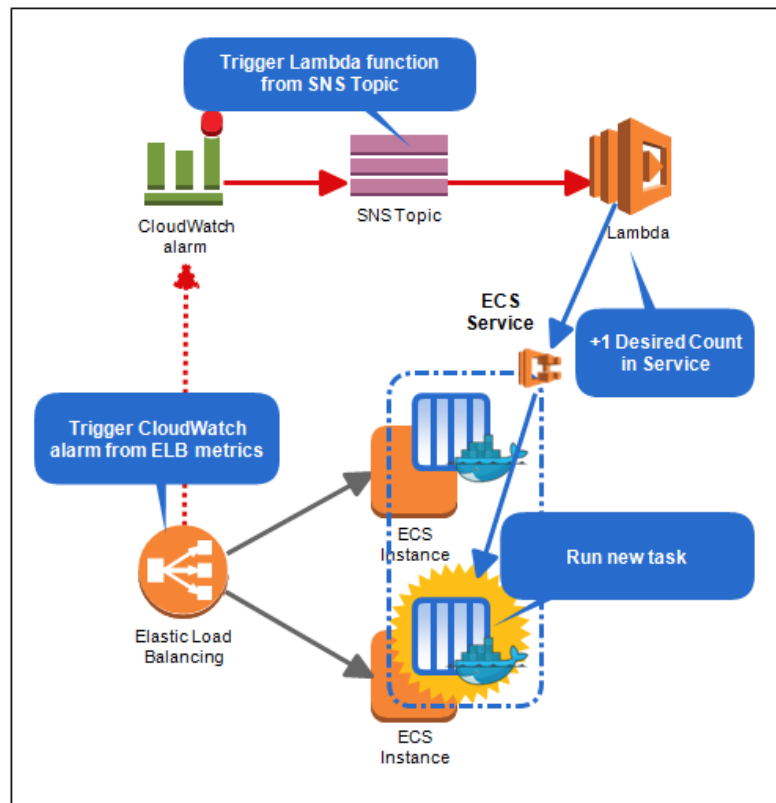 Trigger Lambda function
from SNS Topic
CloudWatch
alarm
SNS Topic
Lambda
ECS
Service
+1 Desired Count
in Service
Trigger CloudWatch
alarm from ELB metrics
ECS
Instance
Run new task
Elastic Load
Balancing
ECS
Instance